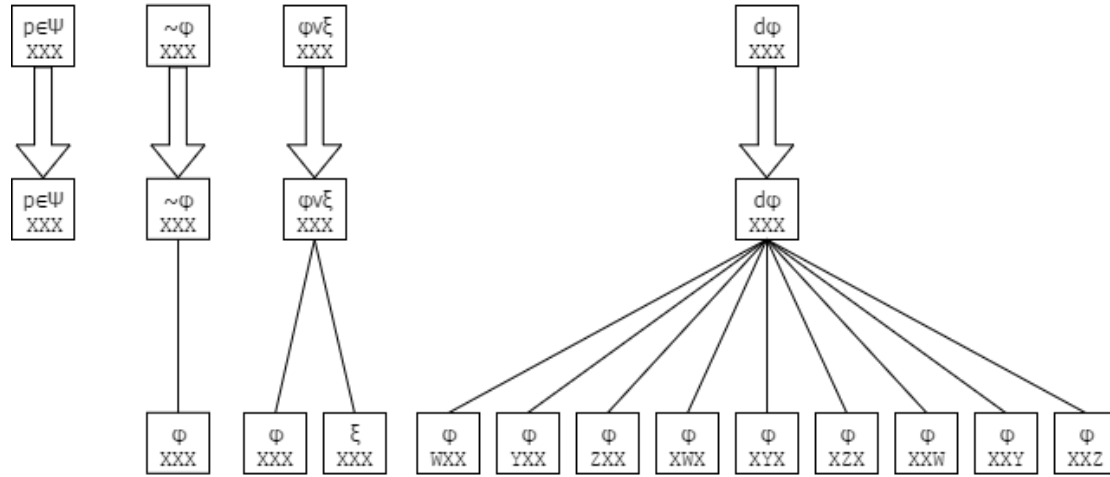 p∈Ψ ~φ φvξ dφ
XXX XXX XXX XXX
p∈Ψ ~φ φvξ dφ
XXX XXX XXX XXX
φ φ ξ φ φ φ φ φ φ φ φ φ
XXX XXX XXX WXX YXX ZXX XWX XYX XZX XXW XXY XXZ